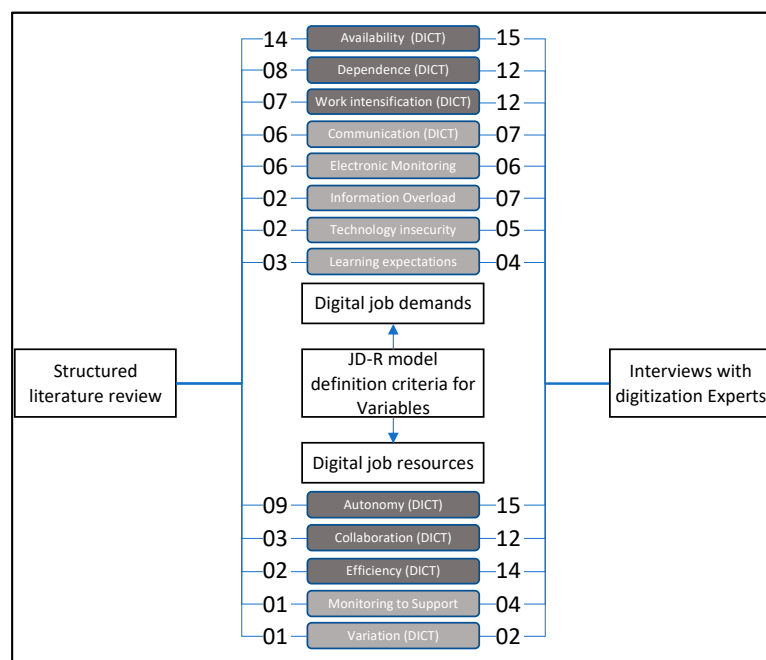 14 Availability (DICT) 15
08 Dependence (DICT) 12
07 Work intensification (DICT) 12
06 Communication (DICT) 07
06 Electronic Monitoring 06
02 Information Overload 07
02 Technology insecurity 05
03 Learning expectations 04
Digital job demands
Structured
literature review
JD-R model
definition criteria for
Variables
Interviews with
digitization Experts
Digital job resources
09 Autonomy (DICT) 15
03 Collaboration (DICT) 12
02 Efficiency (DICT) 14
01 Monitoring to Support 04
01 Variation (DICT) 02